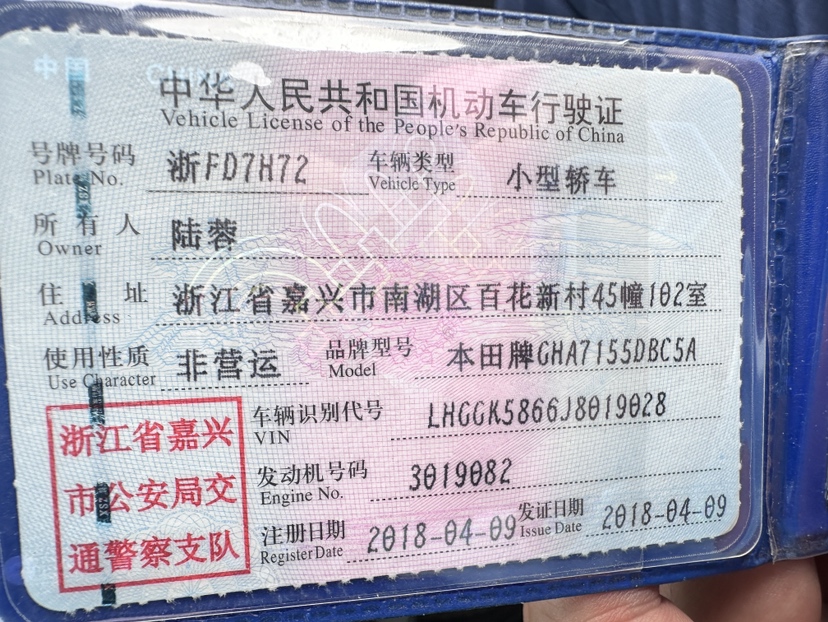 中国 CHINA
中华人民共和国机动车行驶证
Vehicle License of the People's Republic of China
号牌号码 浙FD7H72 车辆类型 小型轿车
Plate No. Vehicle Type
所有人 陆蓉
Owner
住址 浙江省嘉兴市南湖区百花新村45幢102室
Address
使用性质 非营运 品牌型号 本田牌GHA7155DBC5A
Use Character Model
浙江省嘉兴
市公安局交
通警察支队
车辆识别代号 LHGGK5866J8019028
VIN
发动机号码 3019082
Engine No.
注册日期 2018-04-09 发证日期 2018-04-09
Register Date Issue Date